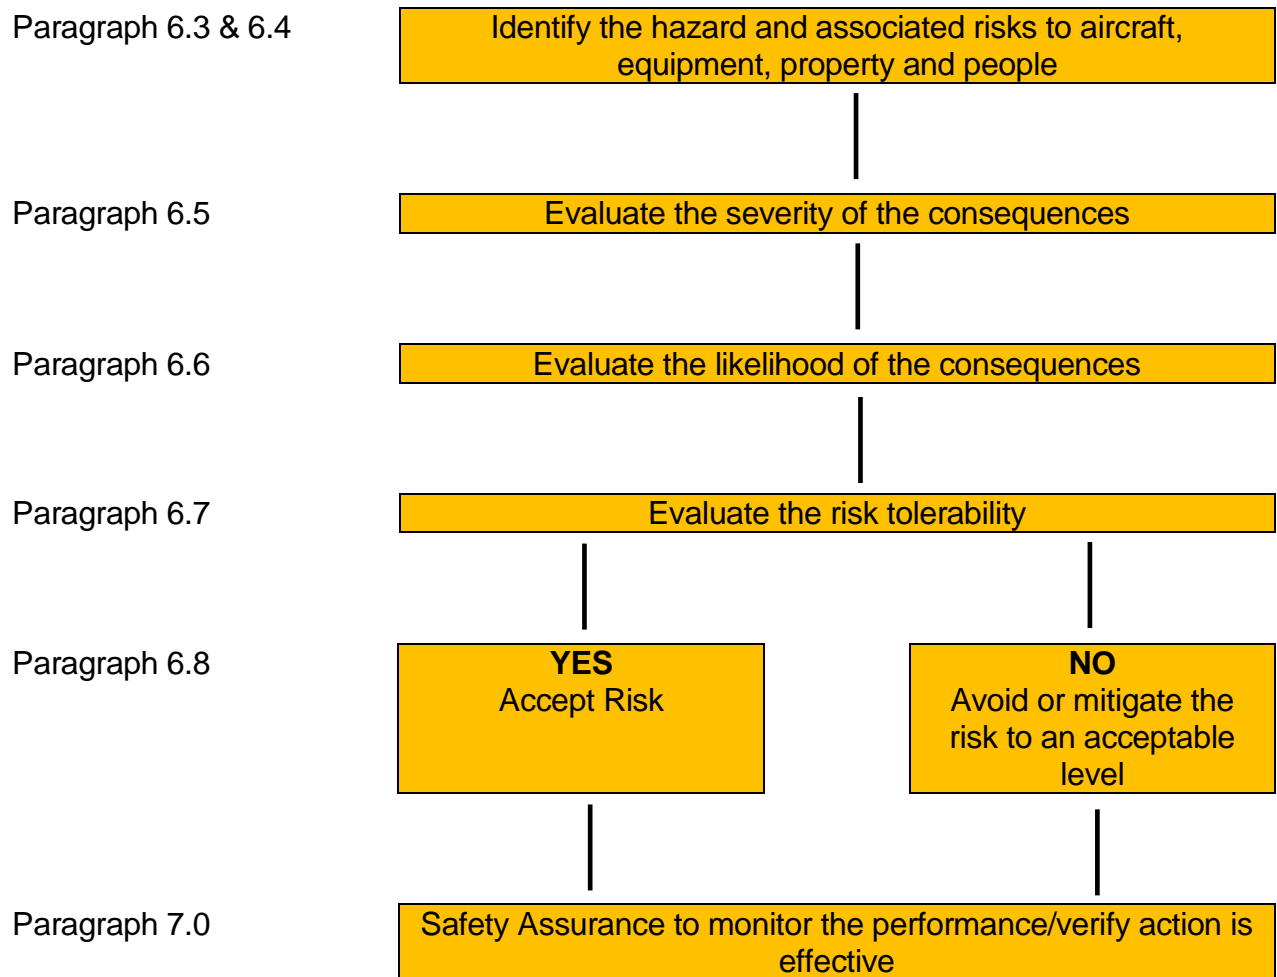 Paragraph 6.3 & 6.4
Identify the hazard and associated risks to aircraft,
equipment, property and people
Paragraph 6.5
Evaluate the severity of the consequences
Paragraph 6.6
Evaluate the likelihood of the consequences
Paragraph 6.7
Evaluate the risk tolerability
Paragraph 6.8
YES
Accept Risk
NO
Avoid or mitigate the
risk to an acceptable
level
Paragraph 7.0
Safety Assurance to monitor the performance/verify action is
effective